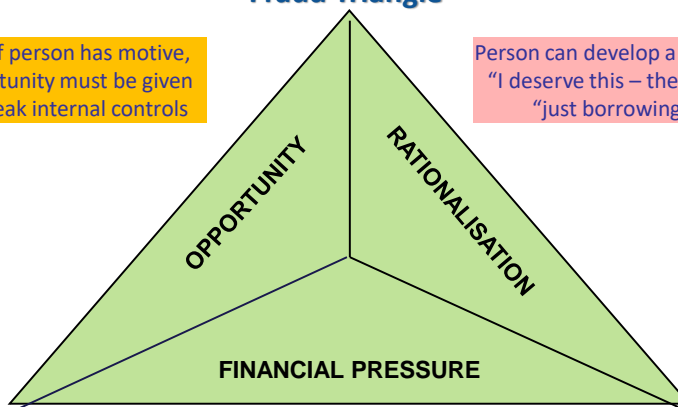 Fraud Triangle
f person has motive,
tunity must be given
eak internal controls
Person can develop a
“I deserve this – the
“just borrowing
OPPORTUNITY
RATIONALISATION
FINANCIAL PRESSURE